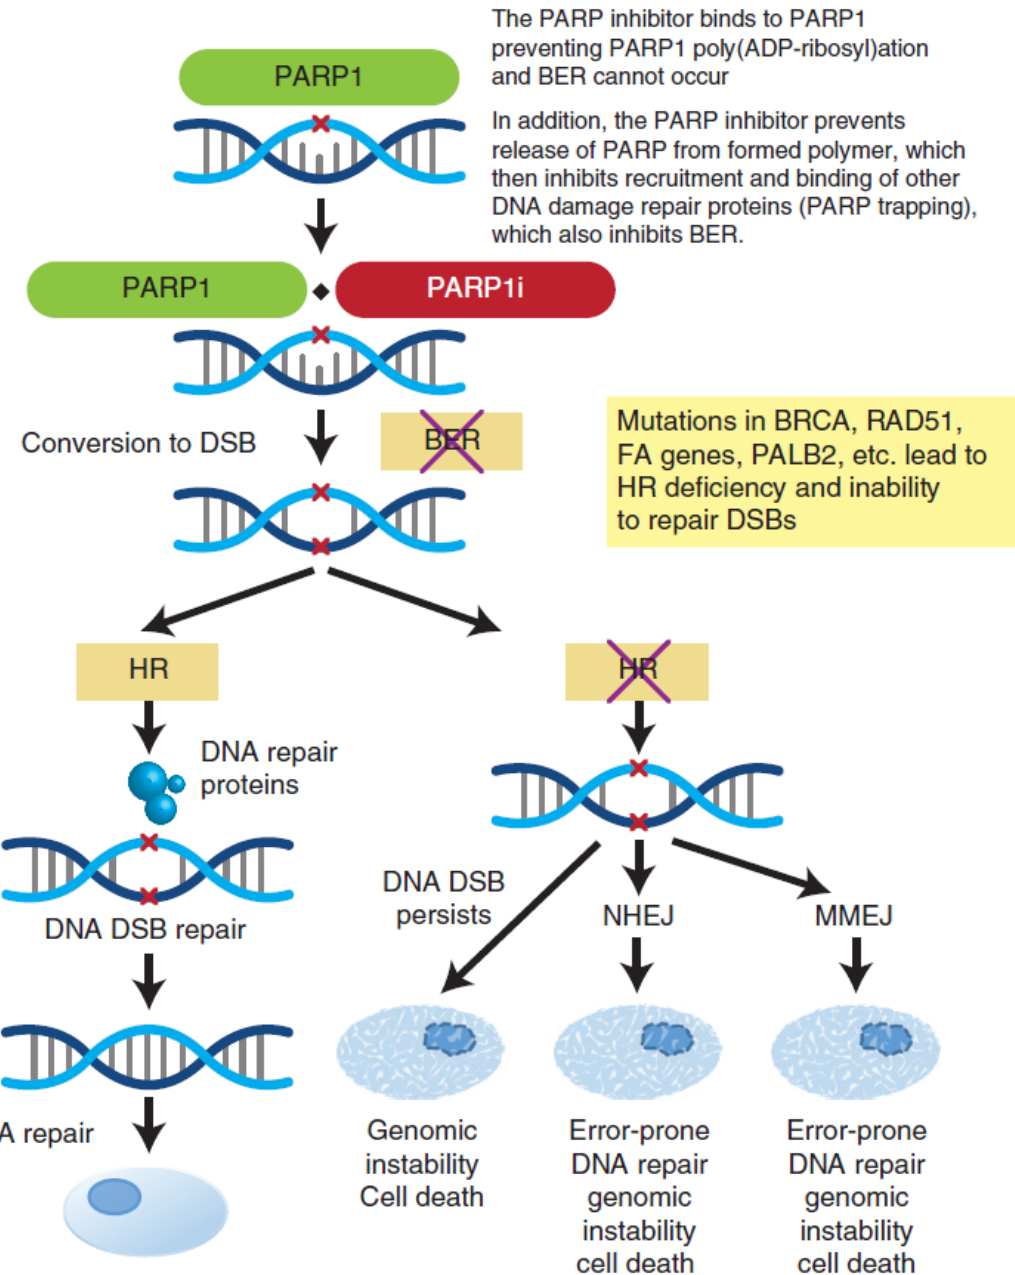 The PARP inhibitor binds to PARP1
preventing PARP1 poly(ADP-ribosyl)ation
and BER cannot occur
PARP1
In addition, the PARP inhibitor prevents
release of PARP from formed polymer, which
then inhibits recruitment and binding of other
DNA damage repair proteins (PARP trapping),
which also inhibits BER.
PARP1
PARP1i
Conversion to DSB
BER
Mutations in BRCA, RAD51,
FA genes, PALB2, etc. lead to
HR deficiency and inability
to repair DSBs
HR
HR
DNA repair
proteins
DNA DSB repair
DNA DSB
persists
NHEJ
MMEJ
A repair
Genomic
instability
Cell death
Error-prone
DNA repair
genomic
instability
cell death
Error-prone
DNA repair
genomic
instability
cell death